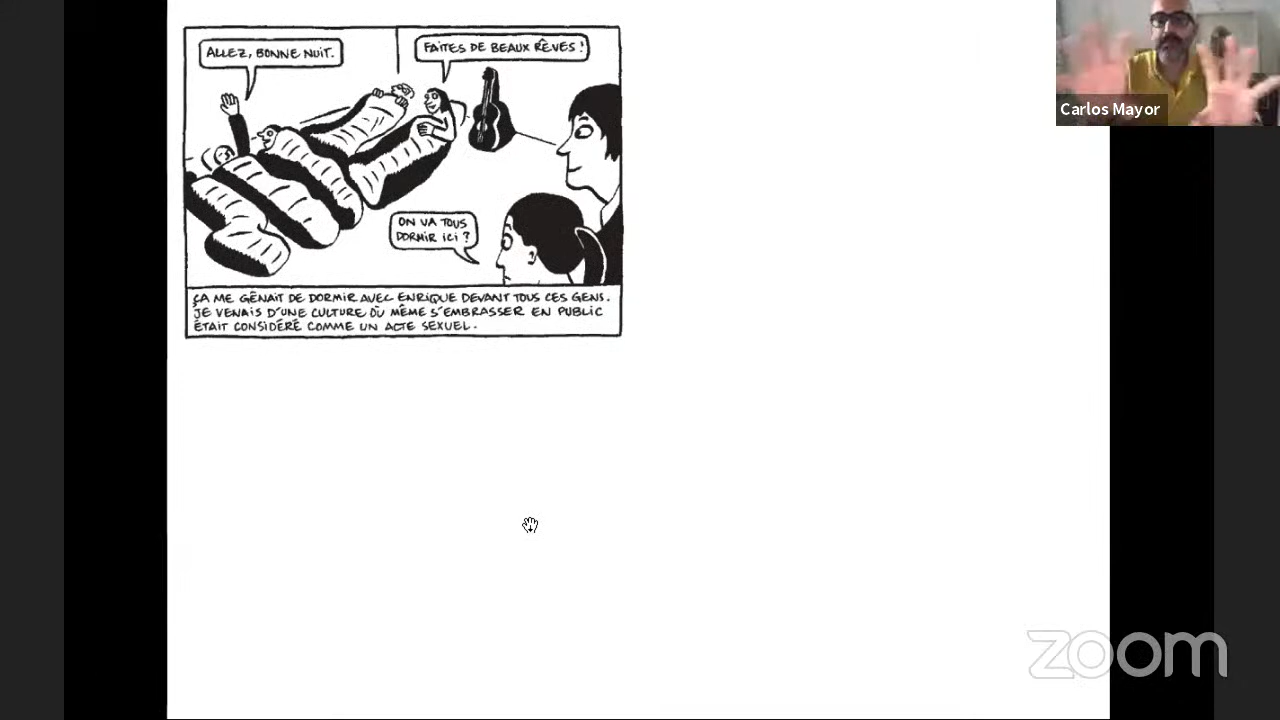 ALLEZ, BONNE NUIT.
FAITES DE BEAUX RÊVES !
ON VA TOUS
DORMIR ICI ?
ÇA ME GÊNAIT DE DORMIR AVEC ENRIQUE DEVANT TOUS CES GENS.
JE VENAIS D'UNE CULTURE OÙ MÊME S'EMBRASSER EN PUBLIC
ÉTAIT CONSIDÉRÉ COMME UN ACTE SEXUEL.
Carlos Mayor
zoom